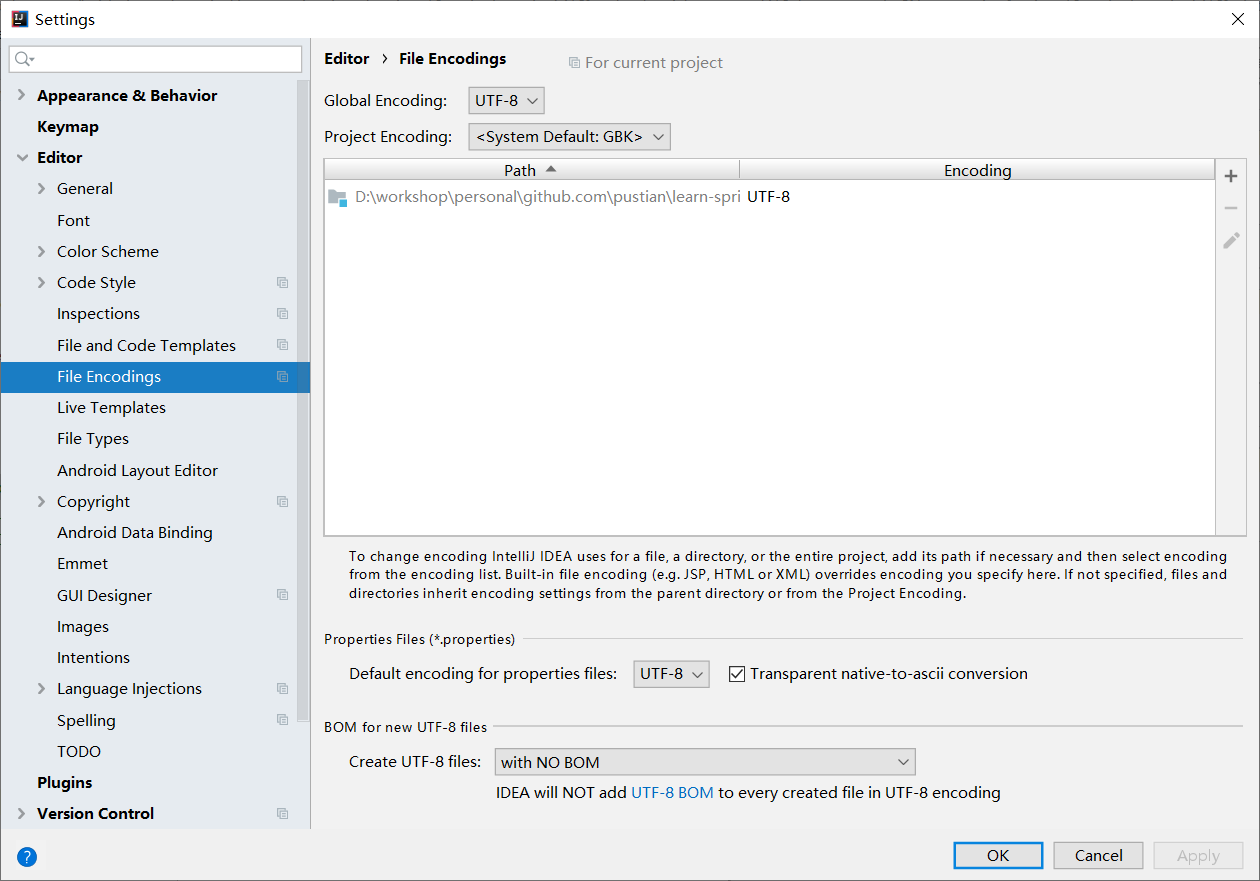 Settings
Editor › File Encodings
For current project
Appearance & Behavior
Keymap
Editor
General
Font
Color Scheme
Code Style
Inspections
File and Code Templates
File Encodings
Live Templates
File Types
Android Layout Editor
Copyright
Android Data Binding
Emmet
GUI Designer
Images
Intentions
Language Injections
Spelling
TODO
Plugins
Version Control
Global Encoding: UTF-8
Project Encoding: <System Default: GBK>
Path Encoding
D:\workshop\personal\github.com\pustian\learn-spri UTF-8
To change encoding IntelliJ IDEA uses for a file, a directory, or the entire project, add its path if necessary and then select encoding
from the encoding list. Built-in file encoding (e.g. JSP, HTML or XML) overrides encoding you specify here. If not specified, files and
directories inherit encoding settings from the parent directory or from the Project Encoding.
Properties Files (*.properties)
Default encoding for properties files: UTF-8 Transparent native-to-ascii conversion
BOM for new UTF-8 files
Create UTF-8 files: with NO BOM
IDEA will NOT add UTF-8 BOM to every created file in UTF-8 encoding
? OK Cancel Apply